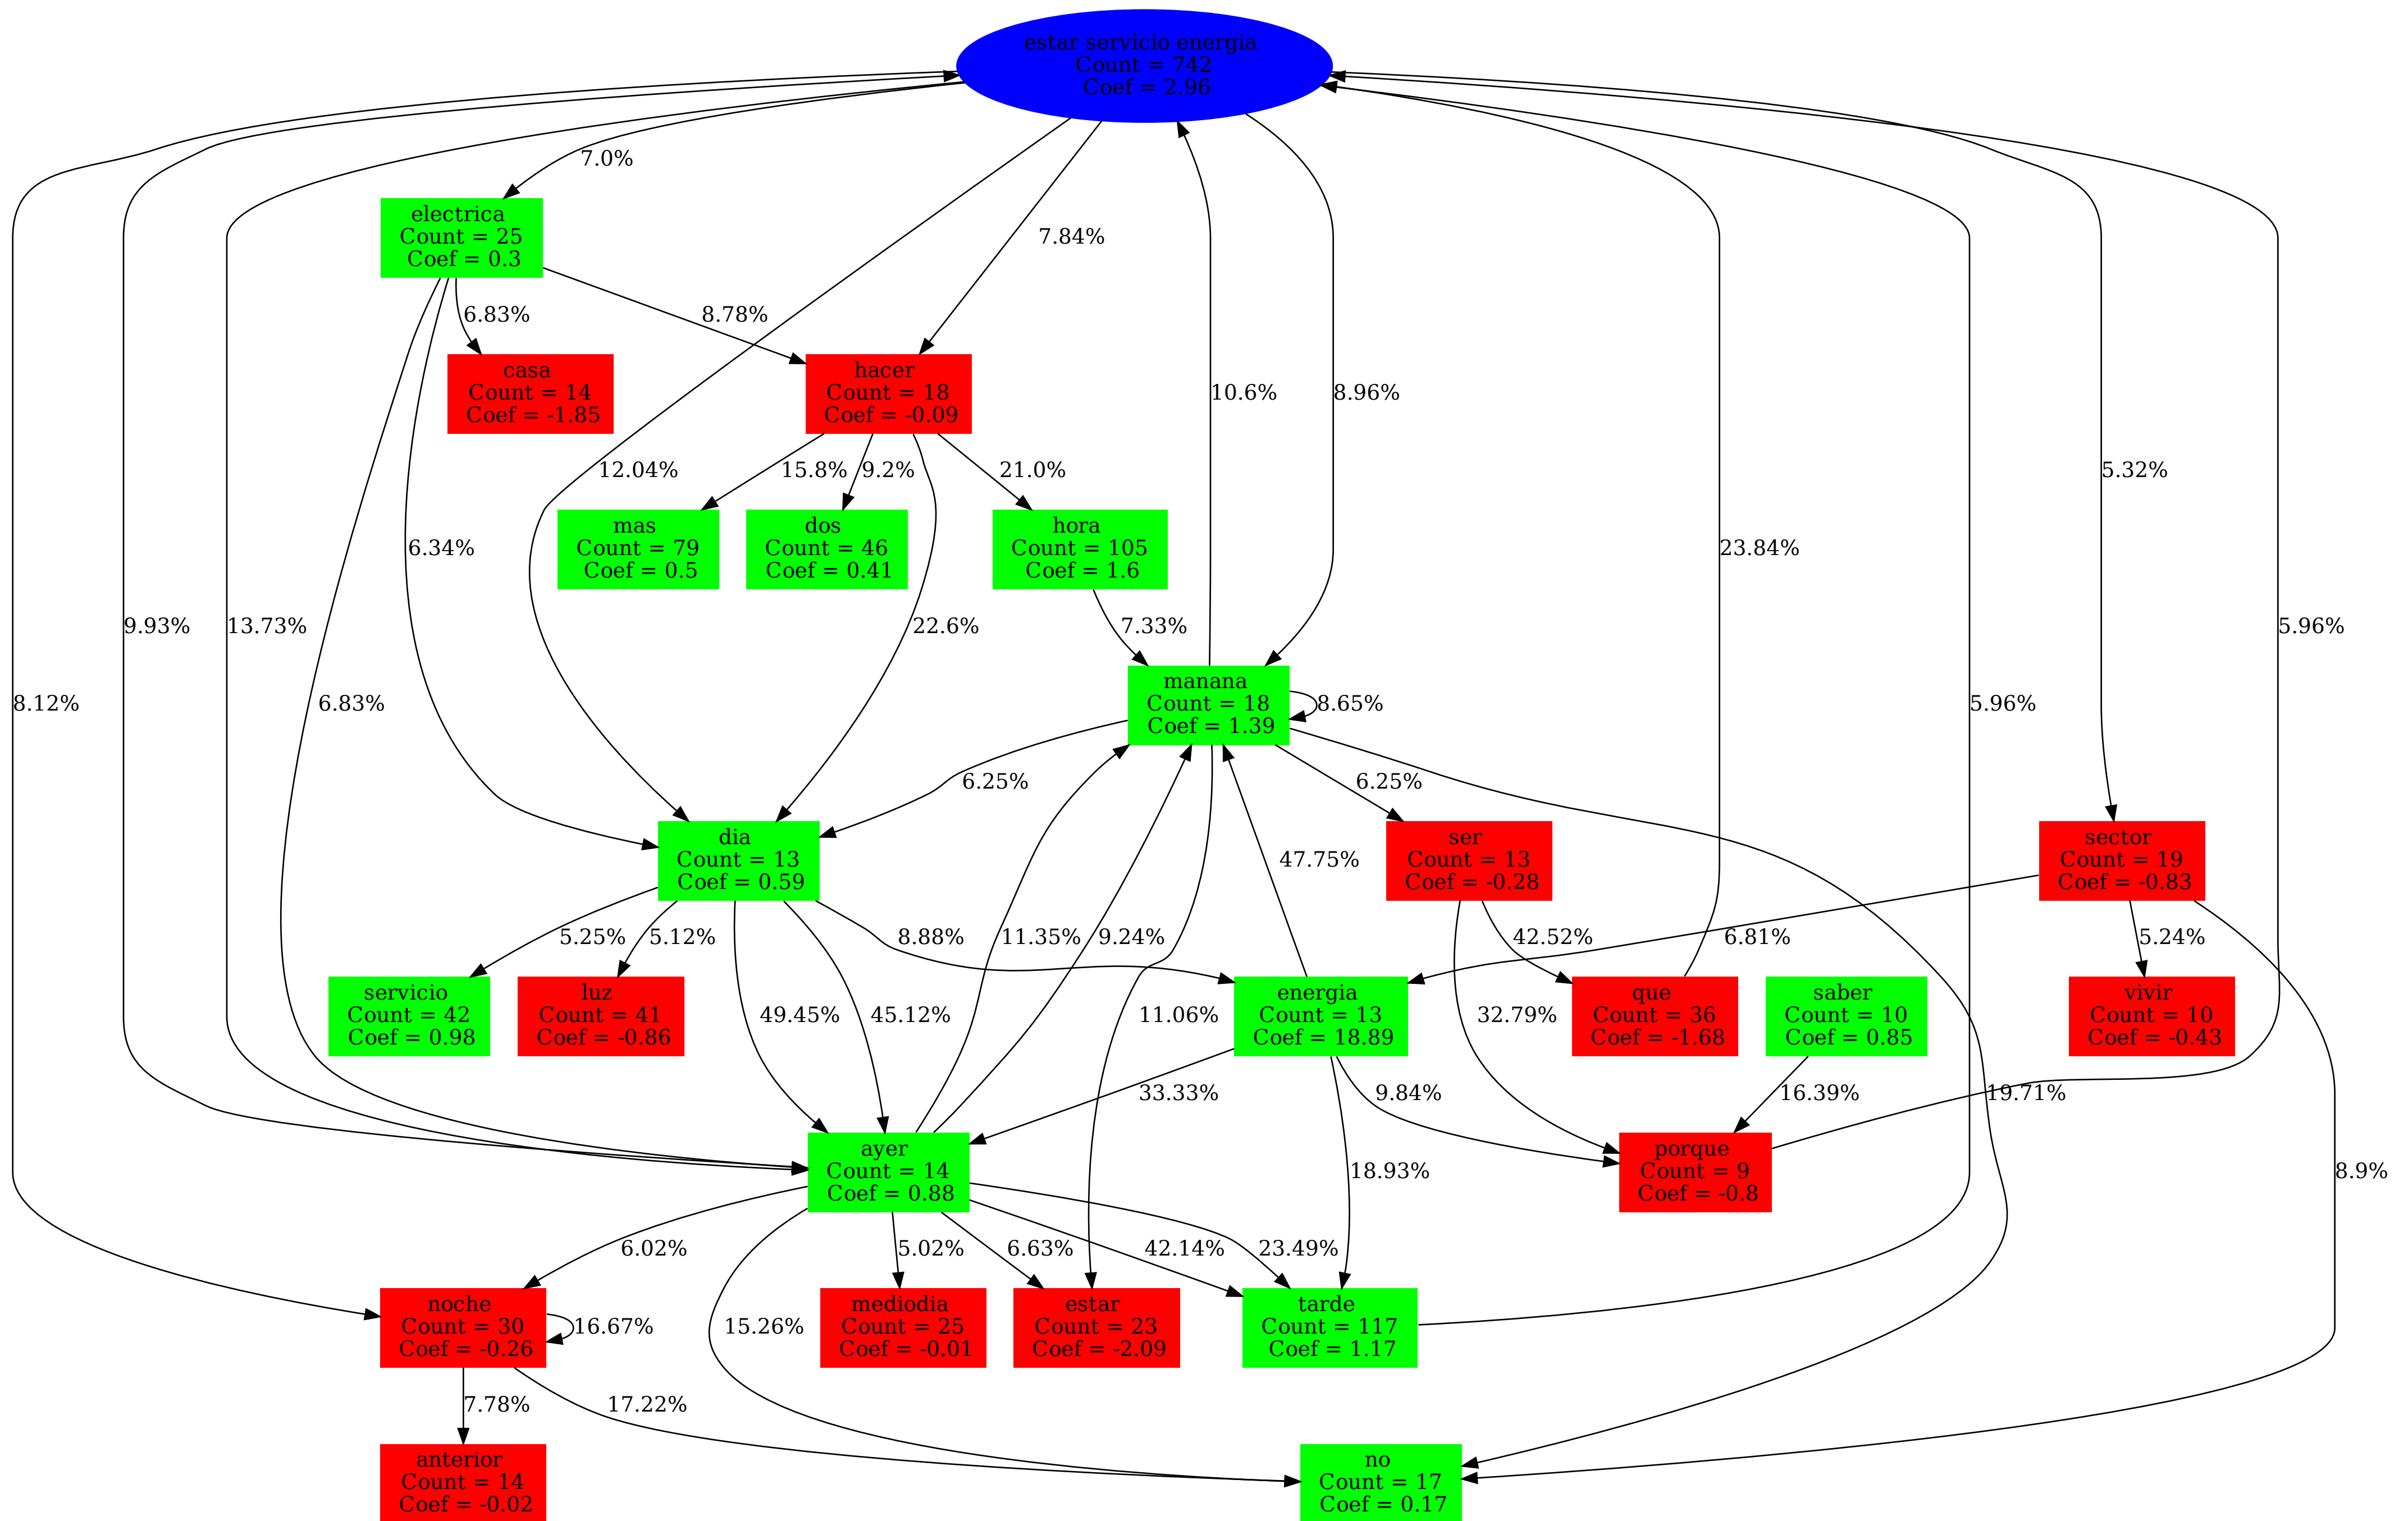 estar servicio energia
Count = 742
Coef = 2.96
7.0%
electrica
Count = 25
Coef = 0.3
7.84%
6.83%
8.78%
casa
Count = 14
Coef = -1.85
hacer
Count = 18
Coef = -0.09
10.6%
8.96%
12.04%
15.8%
9.2%
21.0%
5.32%
mas
Count = 79
Coef = 0.5
dos
Count = 46
Coef = 0.41
hora
Count = 105
Coef = 1.6
6.34%
23.84%
9.93%
13.73%
22.6%
7.33%
5.96%
manana
Count = 18
Coef = 1.39
8.12%
6.83%
8.65%
5.96%
6.25%
6.25%
dia
Count = 13
Coef = 0.59
47.75%
ser
Count = 13
Coef = -0.28
sector
Count = 19
Coef = -0.83
5.25%
5.12%
8.88%
11.35%
9.24%
42.52%
6.81%
5.24%
servicio
Count = 42
Coef = 0.98
luz
Count = 41
Coef = -0.86
49.45%
45.12%
11.06%
energia
Count = 13
Coef = 18.89
32.79%
que
Count = 36
Coef = -1.68
saber
Count = 10
Coef = 0.85
vivir
Count = 10
Coef = -0.43
33.33%
9.84%
16.39%
19.71%
ayer
Count = 14
Coef = 0.88
18.93%
porque
Count = 9
Coef = -0.8
8.9%
6.02%
5.02%
6.63%
42.14%
23.49%
noche
Count = 30
Coef = -0.26
16.67%
15.26%
mediodia
Count = 25
Coef = -0.01
estar
Count = 23
Coef = -2.09
tarde
Count = 117
Coef = 1.17
7.78%
17.22%
anterior
Count = 14
Coef = -0.02
no
Count = 17
Coef = 0.17